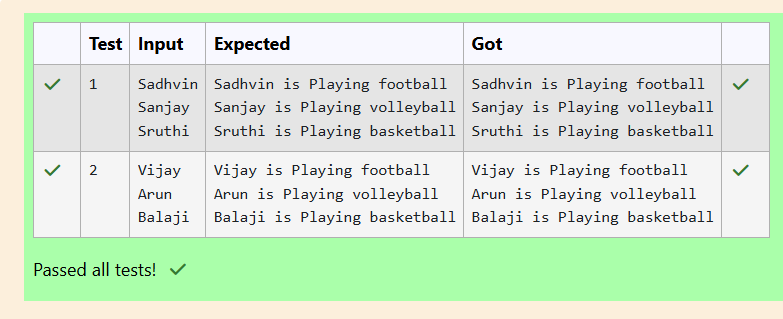 Test Input Expected Got
1 Sadhvin Sadhvin is Playing football Sadhvin is Playing football
Sanjay Sanjay is Playing volleyball Sanjay is Playing volleyball
Sruthi Sruthi is Playing basketball Sruthi is Playing basketball
2 Vijay Vijay is Playing football Vijay is Playing football
Arun Arun is Playing volleyball Arun is Playing volleyball
Balaji Balaji is Playing basketball Balaji is Playing basketball
Passed all tests!